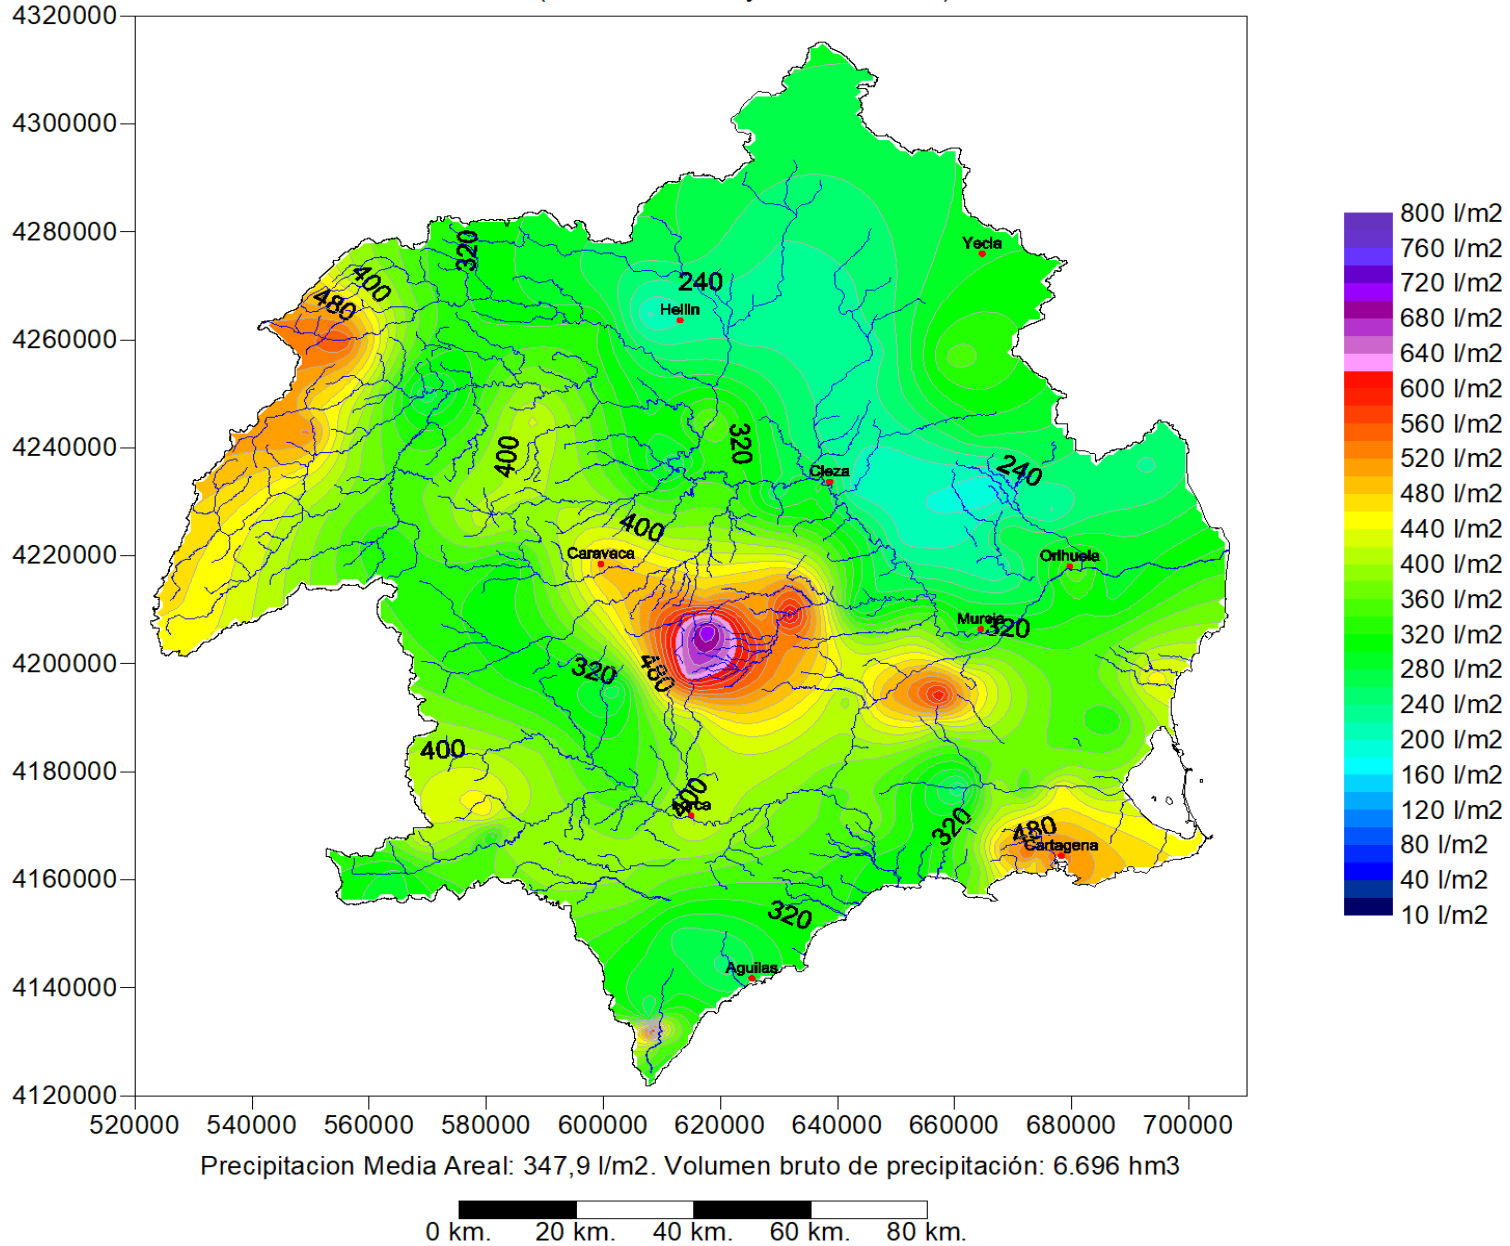 4320000
4300000
4280000
4260000
4240000
4220000
4200000
4180000
4160000
4140000
4120000
520000 540000 560000 580000 600000 620000 640000 660000 680000 700000
Yecla
320
400
480
240
Hellin
400
320
Cieza
240
400
Caravaca
Orihuela
Murcia
320
320
480
400
400
Lorca
320
480
Cartagena
320
Aguilas
800 l/m2
760 l/m2
720 l/m2
680 l/m2
640 l/m2
600 l/m2
560 l/m2
520 l/m2
480 l/m2
440 l/m2
400 l/m2
360 l/m2
320 l/m2
280 l/m2
240 l/m2
200 l/m2
160 l/m2
120 l/m2
80 l/m2
40 l/m2
10 l/m2
Precipitacion Media Areal: 347,9 l/m2. Volumen bruto de precipitación: 6.696 hm3
0 km. 20 km. 40 km. 60 km. 80 km.